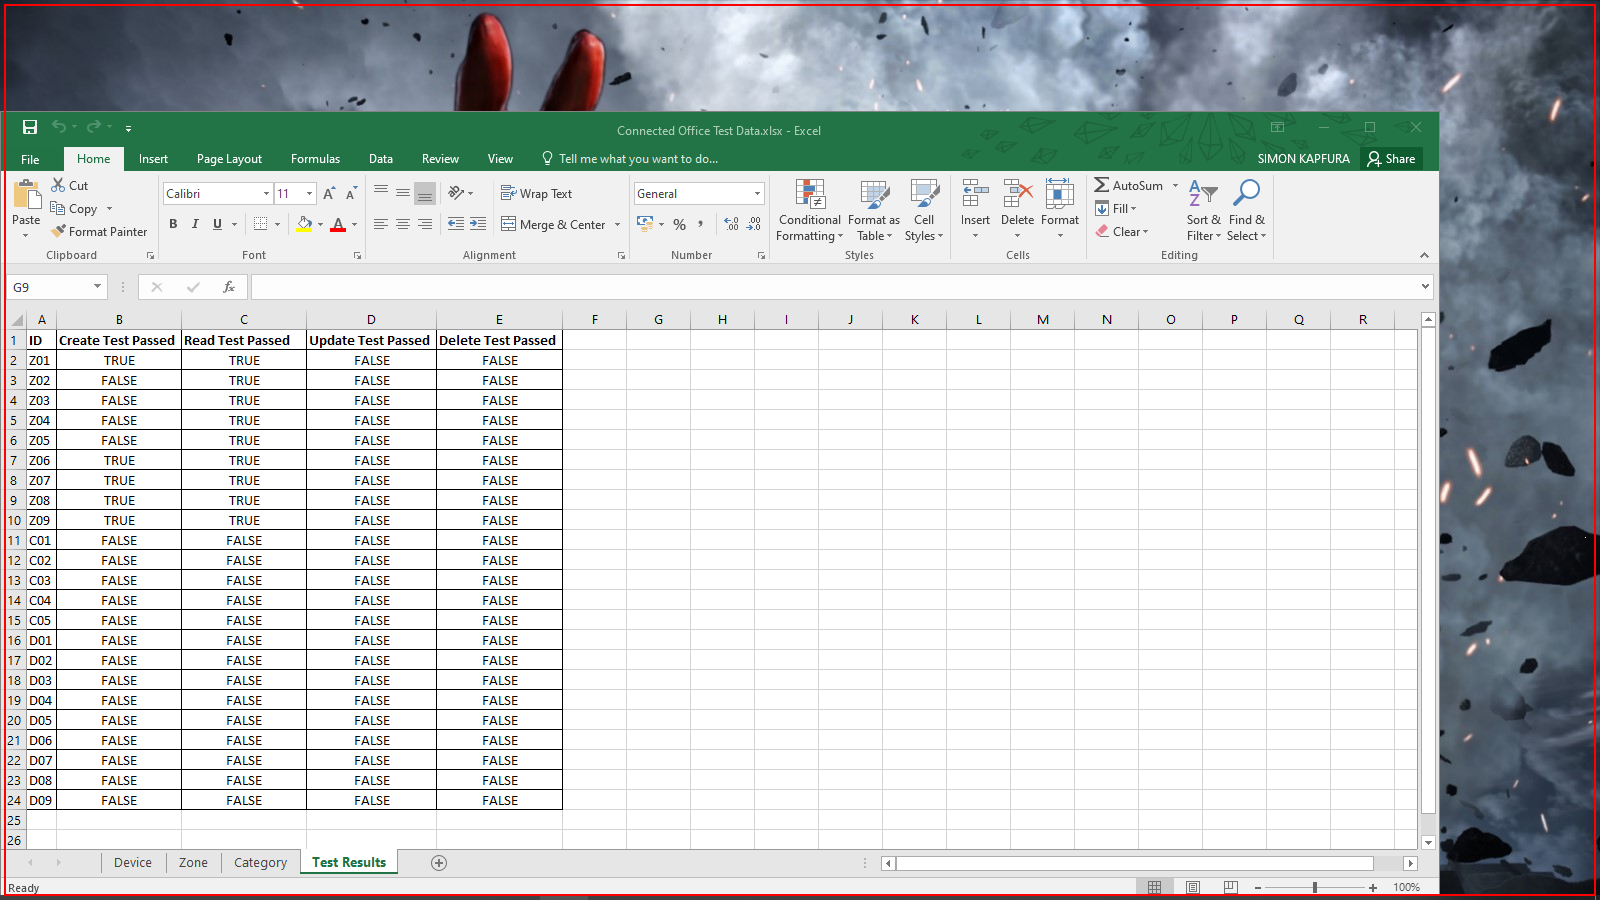 Connected Office Test Data.xlsx - Excel
File Home Insert Page Layout Formulas Data Review View Tell me what you want to do... SIMON KAPFURA Share
Paste
Cut
Copy
Format Painter
Clipboard
Calibri 11
B I U
Font
Wrap Text
Merge & Center
Alignment
General
% ,
Number
Conditional Formatting
Format as Table
Cell Styles
Styles
Insert Delete Format
Cells
AutoSum
Fill
Clear
Sort & Filter
Find & Select
Editing
G9 fx
A B C D E F G H I J K L M N O P Q R
1 ID Create Test Passed Read Test Passed Update Test Passed Delete Test Passed
2 Z01 TRUE TRUE FALSE FALSE
3 Z02 FALSE TRUE FALSE FALSE
4 Z03 FALSE TRUE FALSE FALSE
5 Z04 FALSE TRUE FALSE FALSE
6 Z05 FALSE TRUE FALSE FALSE
7 Z06 TRUE TRUE FALSE FALSE
8 Z07 TRUE TRUE FALSE FALSE
9 Z08 TRUE TRUE FALSE FALSE
10 Z09 TRUE TRUE FALSE FALSE
11 C01 FALSE FALSE FALSE FALSE
12 C02 FALSE FALSE FALSE FALSE
13 C03 FALSE FALSE FALSE FALSE
14 C04 FALSE FALSE FALSE FALSE
15 C05 FALSE FALSE FALSE FALSE
16 D01 FALSE FALSE FALSE FALSE
17 D02 FALSE FALSE FALSE FALSE
18 D03 FALSE FALSE FALSE FALSE
19 D04 FALSE FALSE FALSE FALSE
20 D05 FALSE FALSE FALSE FALSE
21 D06 FALSE FALSE FALSE FALSE
22 D07 FALSE FALSE FALSE FALSE
23 D08 FALSE FALSE FALSE FALSE
24 D09 FALSE FALSE FALSE FALSE
25
26
Device Zone Category Test Results
Ready 100%